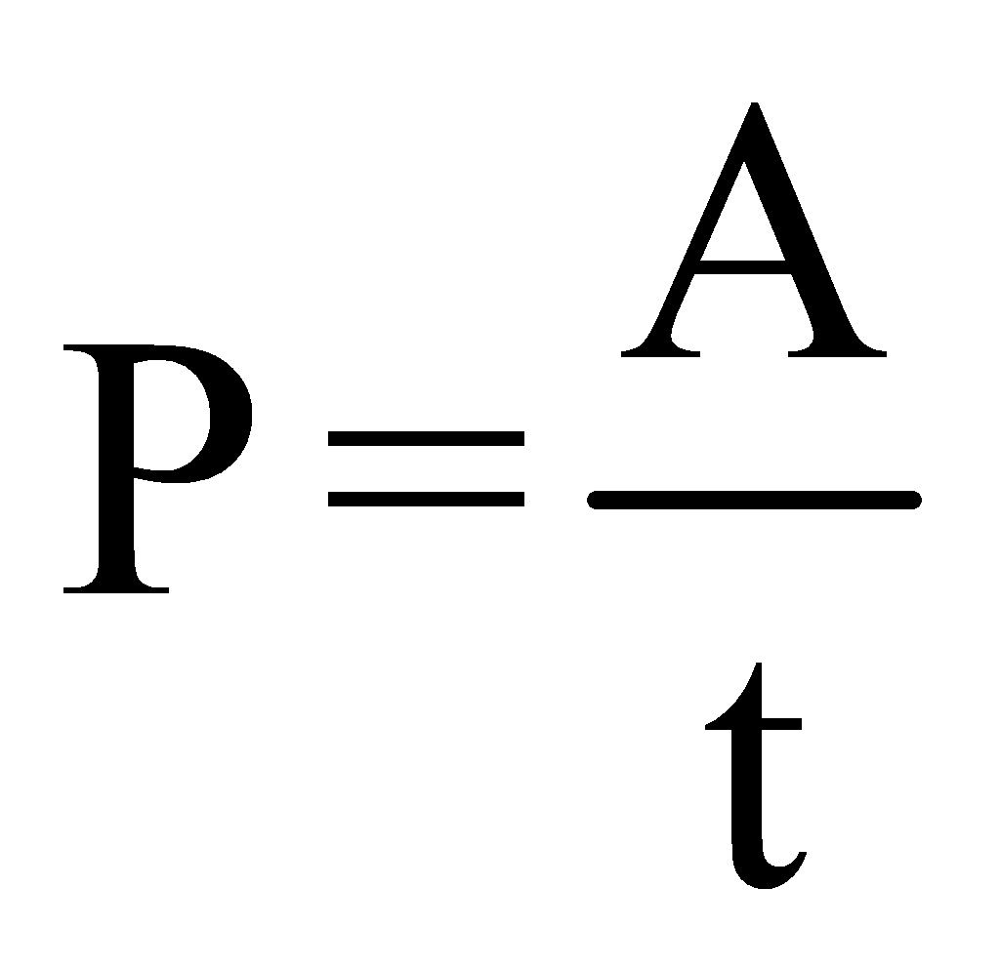 P = A/t